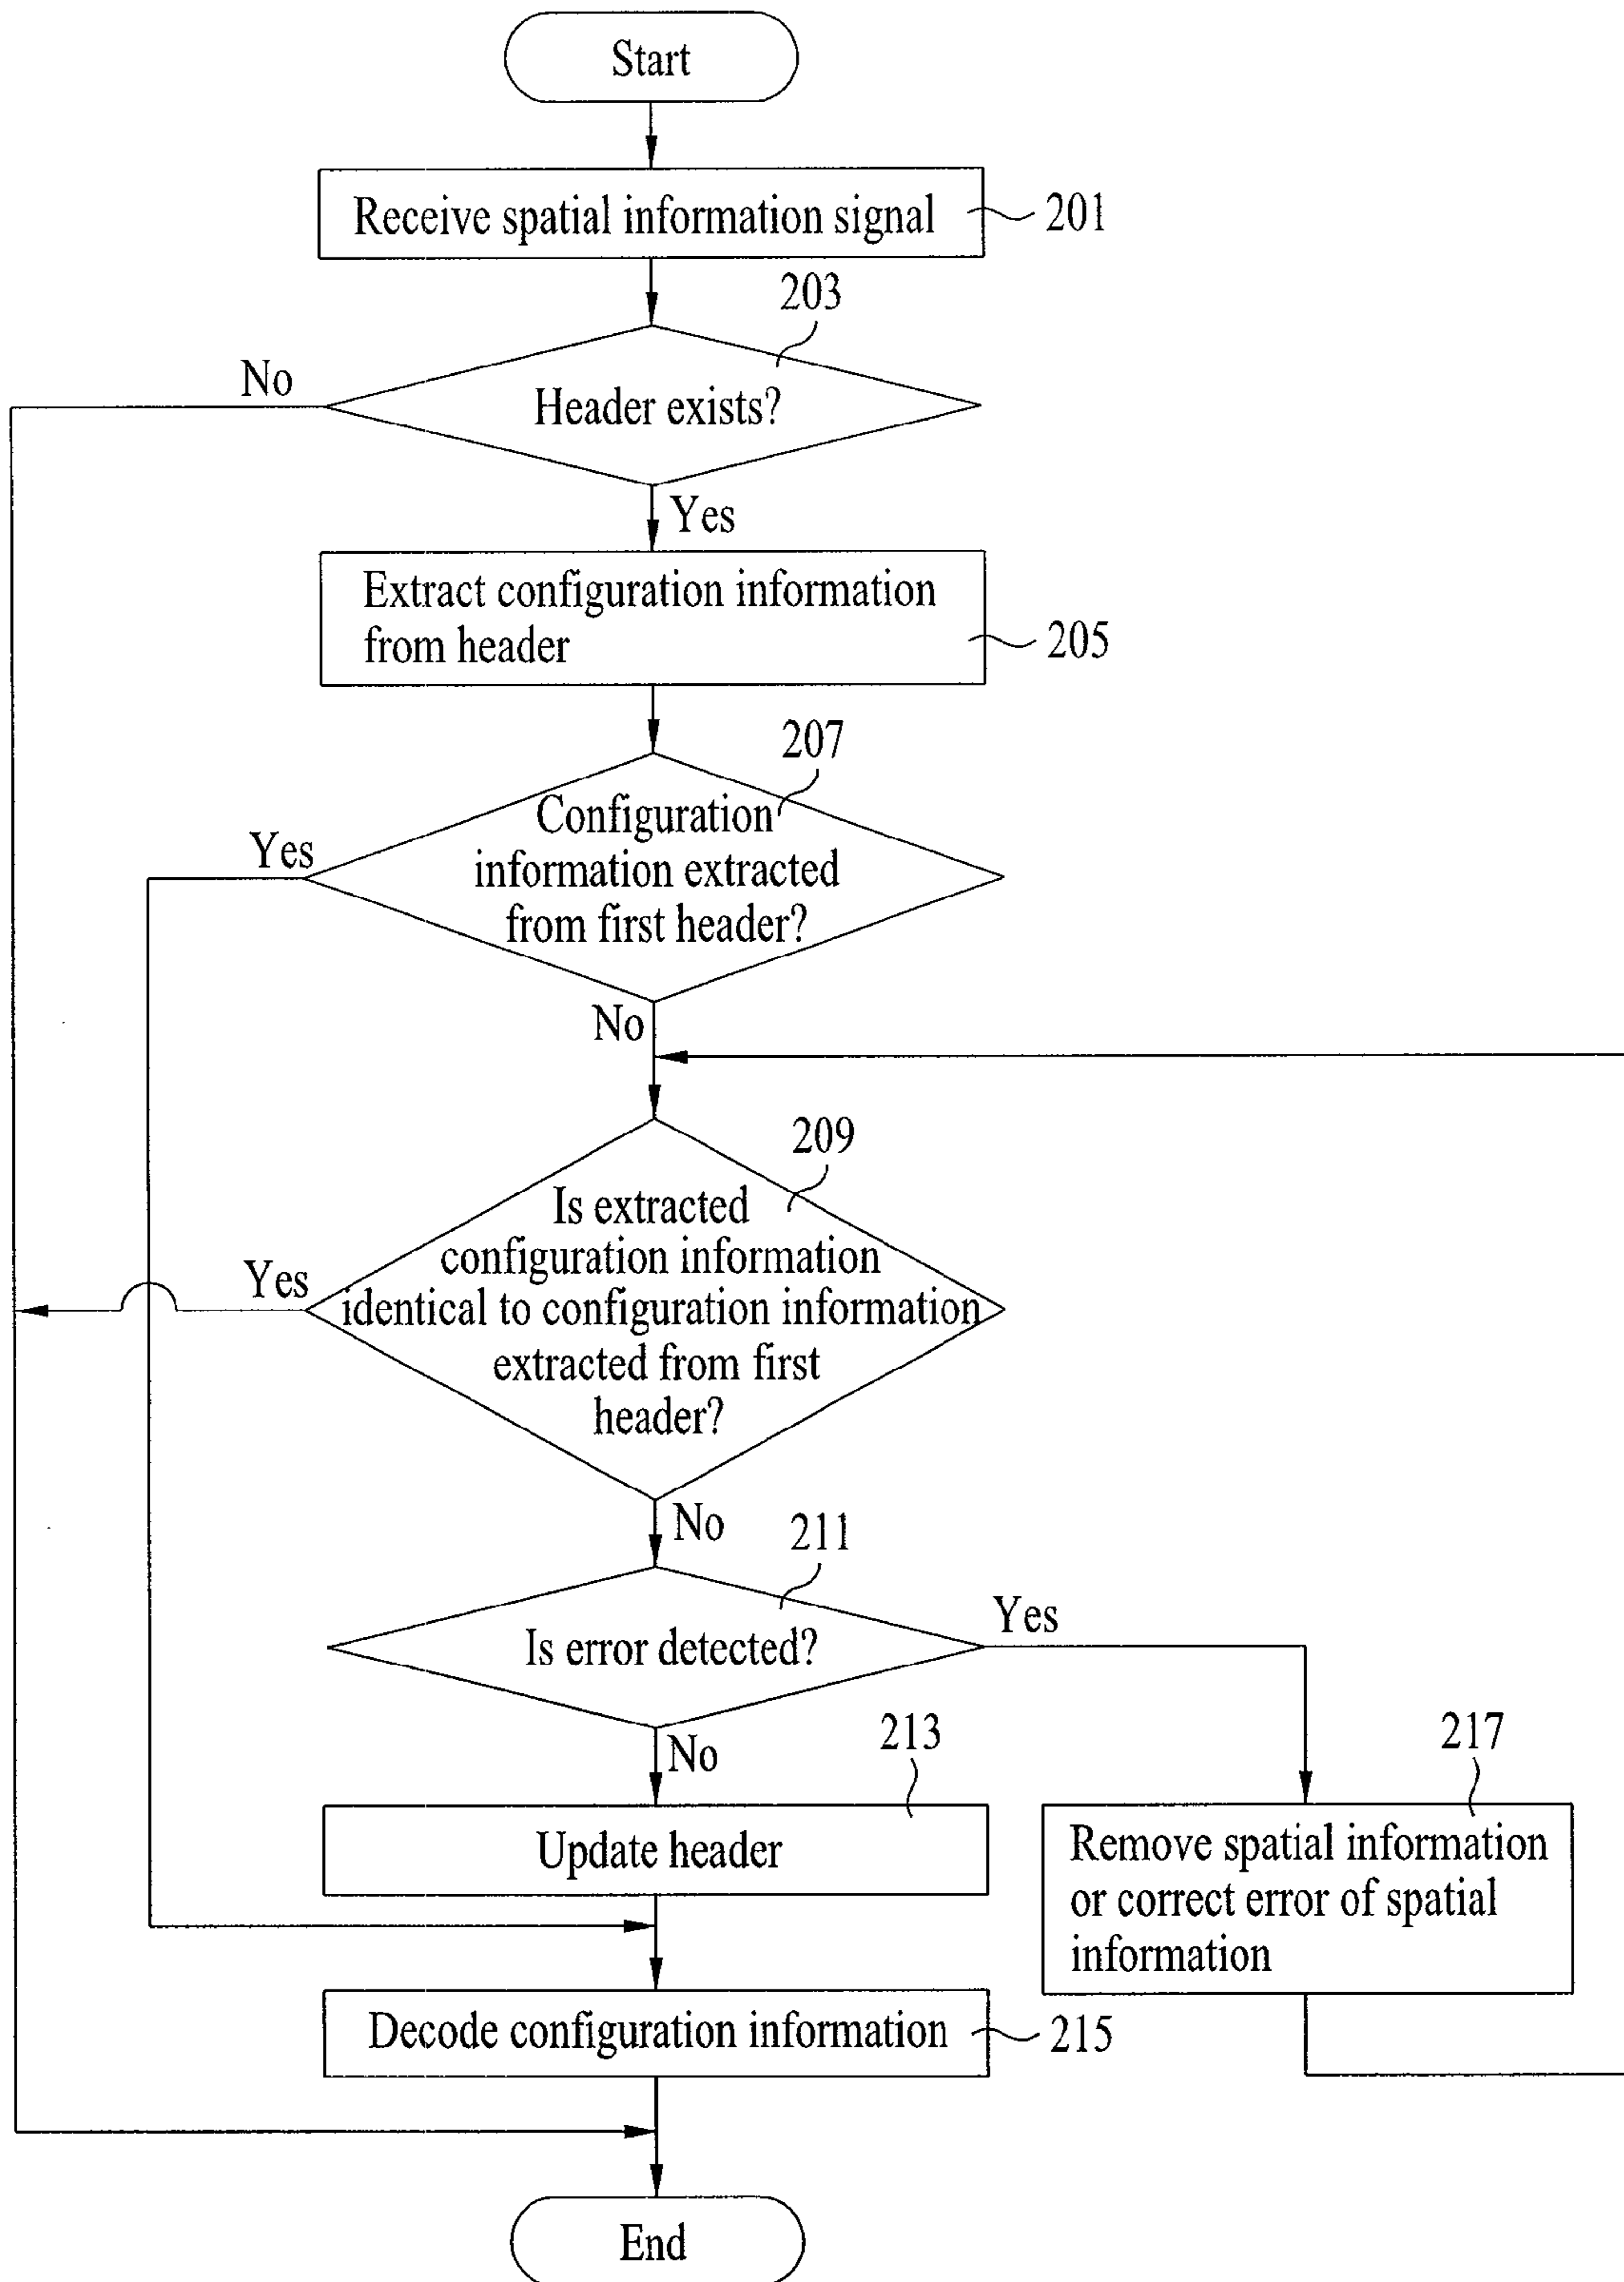 Start
Receive spatial information signal
201
203
No
Header exists?
Yes
Extract configuration information
from header
205
207
Yes
Configuration
information extracted
from first header?
No
209
Yes
Is extracted
configuration information
identical to configuration information
extracted from first
header?
No
211
Is error detected?
Yes
No
213
217
Update header
Remove spatial information
or correct error of spatial
information
Decode configuration information
215
End